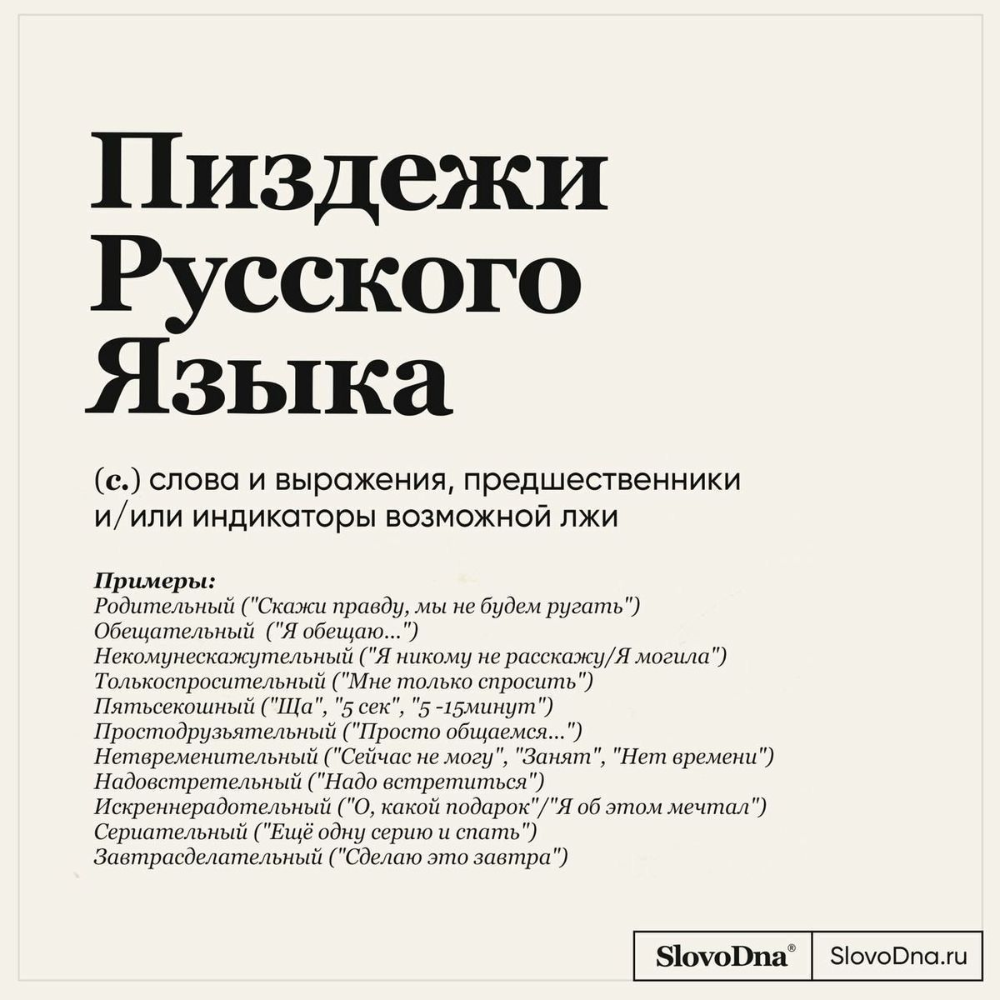 Пиздежи
Русского
Языка
(с.) слова и выражения, предшественники
и/или индикаторы возможной лжи
Примеры:
Родительный ("Скажи правду, мы не будем ругать")
Обещательный ("Я обещаю...")
Некомунескажутельный ("Я никому не расскажу/Я могила")
Толькоспросительный ("Мне только спросить")
Пятьсекошный ("Ща", "5 сек", "5 -15минут")
Простодрузьятельный ("Просто общаемся...")
Нетвременительный ("Сейчас не могу", "Занят", "Нет времени")
Надовстретельный ("Надо встретиться")
Искреннерадотельный ("О, какой подарок"/"Я об этом мечтал")
Сериательный ("Ещё одну серию и спать")
Завтрасделательный ("Сделаю это завтра")
SlovoDna® SlovoDna.ru